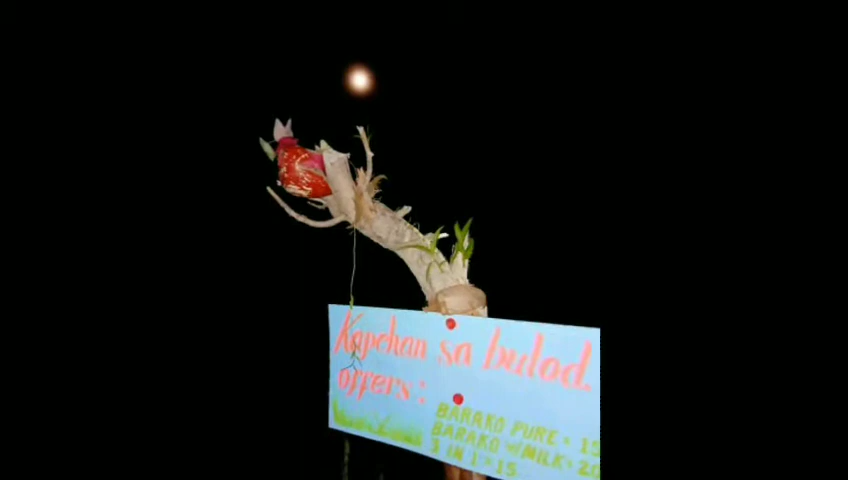 Kapehan sa bulod.
offers:
BARAKO PURE = 15
BARAKO w/MILK = 20
3 IN 1 = 15